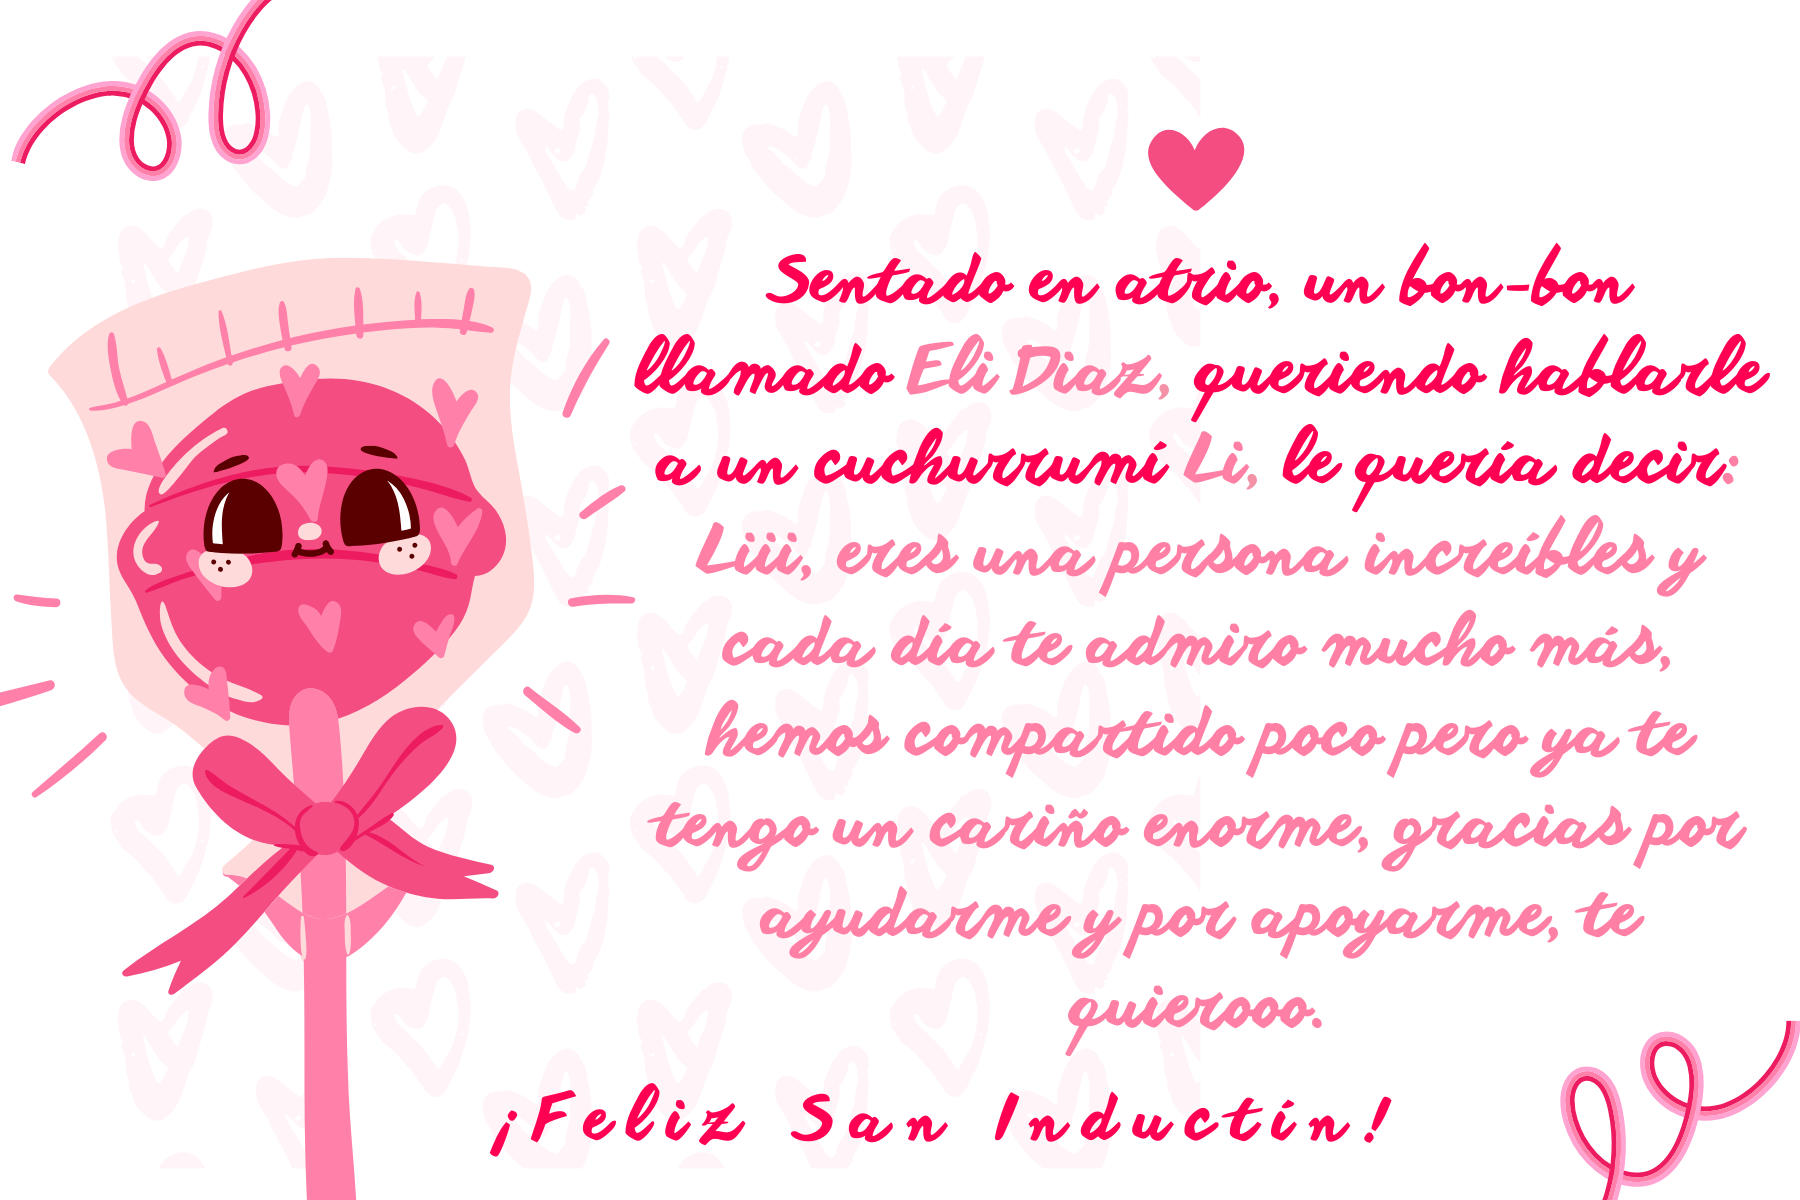 Sentado en atrio, un bon-bon
llamado Eli Diaz, queriendo hablarle
a un cuchurrumí Li, le quería decir:
Liii, eres una persona increíbles y
cada día te admiro mucho más,
hemos compartido poco pero ya te
tengo un cariño enorme, gracias por
ayudarme y por apoyarme, te
quierooo.
¡Feliz San Inductín!